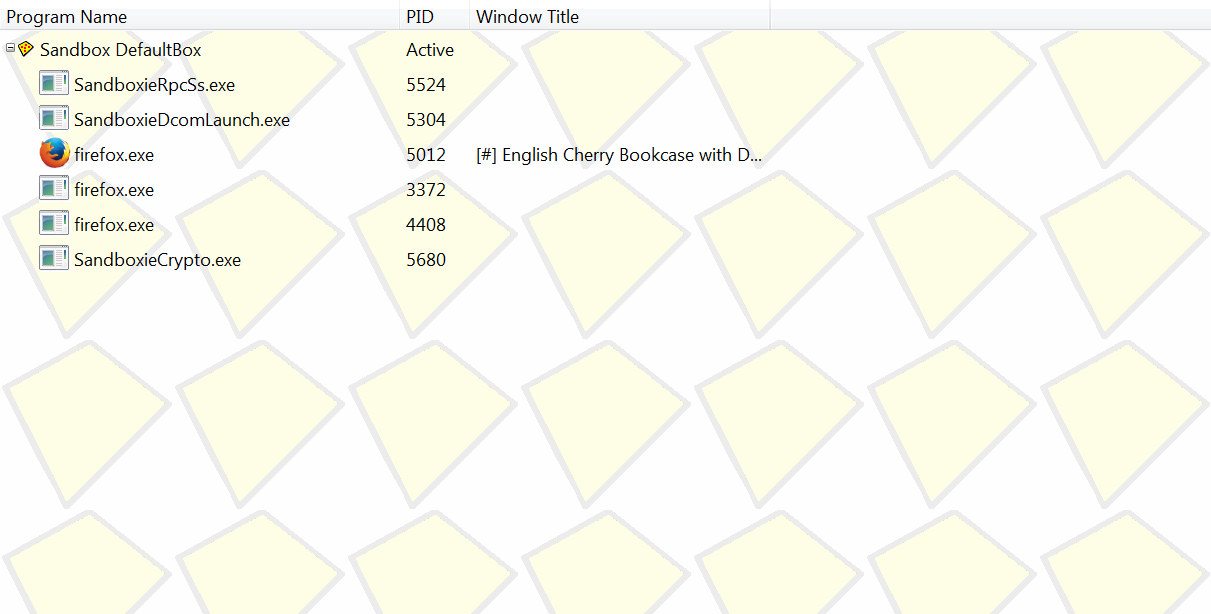 Program Name PID Window Title
Sandbox DefaultBox Active
SandboxieRpcSs.exe 5524
SandboxieDcomLaunch.exe 5304
firefox.exe 5012 [#] English Cherry Bookcase with D...
firefox.exe 3372
firefox.exe 4408
SandboxieCrypto.exe 5680